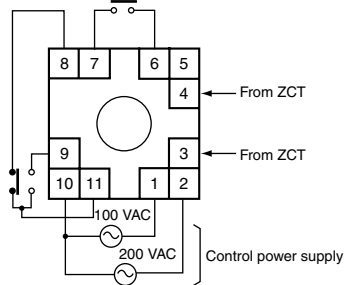 8 7 6 5
4 From ZCT
9 3 From ZCT
10 11 1 2
100 VAC
200 VAC
Control power supply